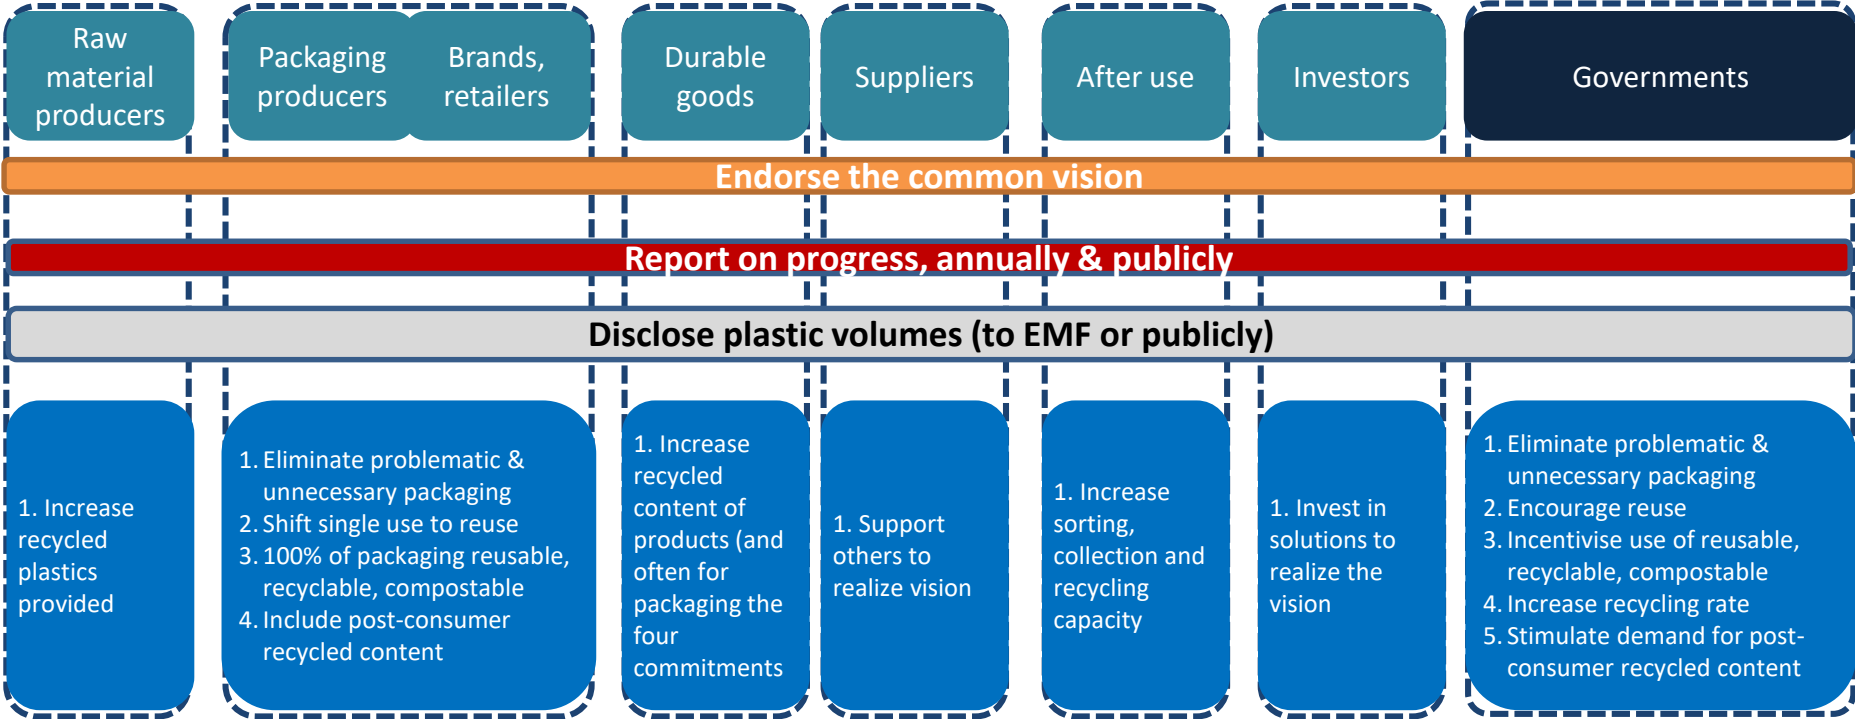 Raw
material
producers
Packaging
producers
Brands,
retailers
Durable
goods
Suppliers
After use
Investors
Governments
Endorse the common vision
Report on progress, annually & publicly
Disclose plastic volumes (to EMF or publicly)
1. Increase
recycled
plastics
provided
1. Eliminate problematic &
unnecessary packaging
2. Shift single use to reuse
3. 100% of packaging reusable,
recyclable, compostable
4. Include post-consumer
recycled content
1. Increase
recycled
content of
products (and
often for
packaging the
four
commitments
1. Support
others to
realize vision
1. Increase
sorting,
collection and
recycling
capacity
1. Invest in
solutions to
realize the
vision
1. Eliminate problematic &
unnecessary packaging
2. Encourage reuse
3. Incentivise use of reusable,
recyclable, compostable
4. Increase recycling rate
5. Stimulate demand for post-
consumer recycled content